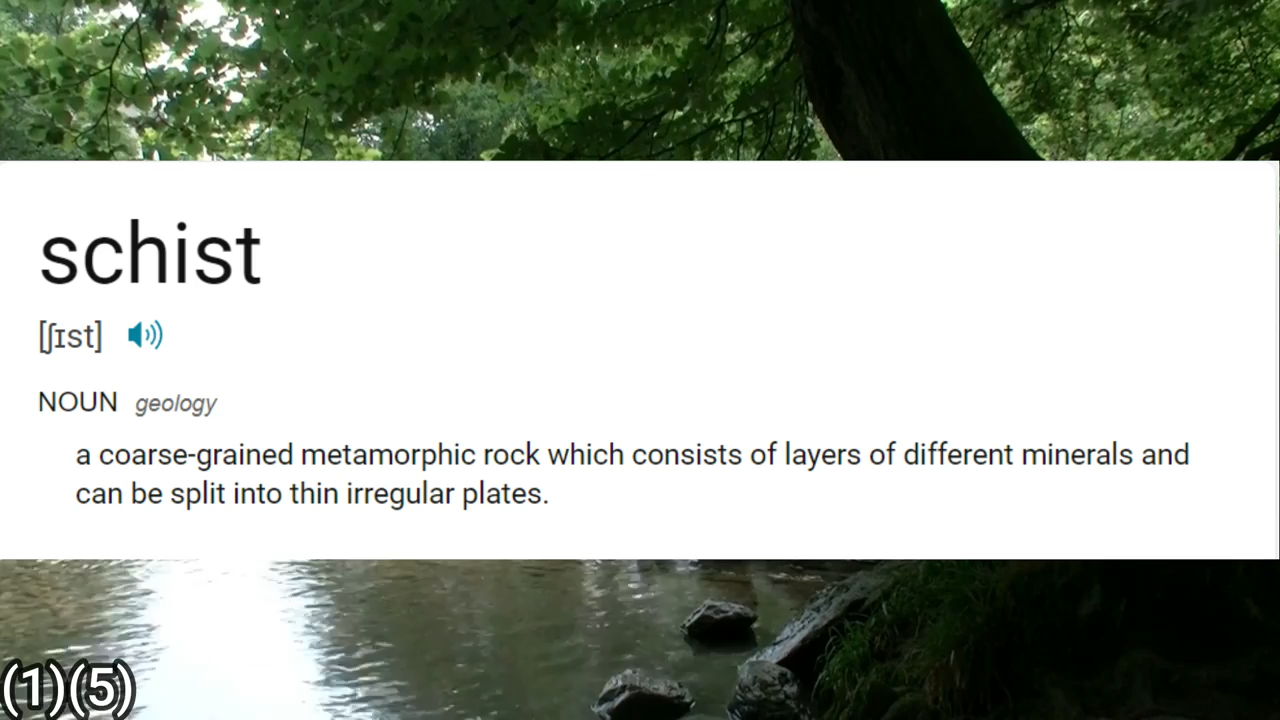 schist
[ʃɪst]
NOUN geology
a coarse-grained metamorphic rock which consists of layers of different minerals and
can be split into thin irregular plates.
(1)(5)